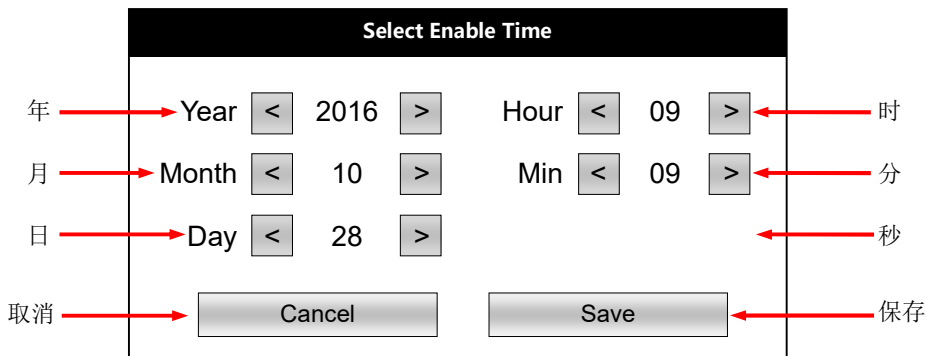 Select Enable Time
年 Year < 2016 > Hour < 09 > 时
月 Month < 10 > Min < 09 > 分
日 Day < 28 > 秒
取消 Cancel Save 保存